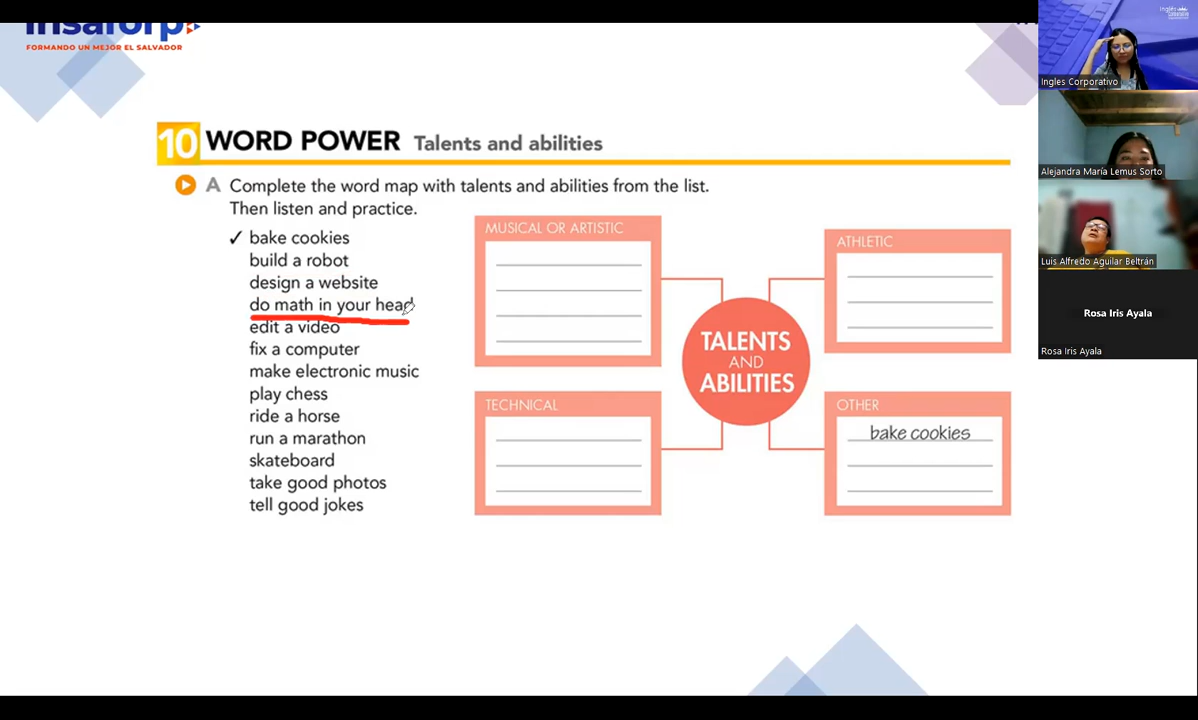 insaforp
FORMANDO UN MEJOR EL SALVADOR
10 WORD POWER Talents and abilities
A Complete the word map with talents and abilities from the list.
Then listen and practice.
✓ bake cookies
build a robot
design a website
do math in your head
edit a video
fix a computer
make electronic music
play chess
ride a horse
run a marathon
skateboard
take good photos
tell good jokes
MUSICAL OR ARTISTIC
TECHNICAL
TALENTS
AND
ABILITIES
ATHLETIC
OTHER
bake cookies
Ingles Corporativo
Alejandra María Lemus Sorto
Luis Alfredo Aguilar Beltrán
Rosa Iris Ayala
Rosa Iris Ayala